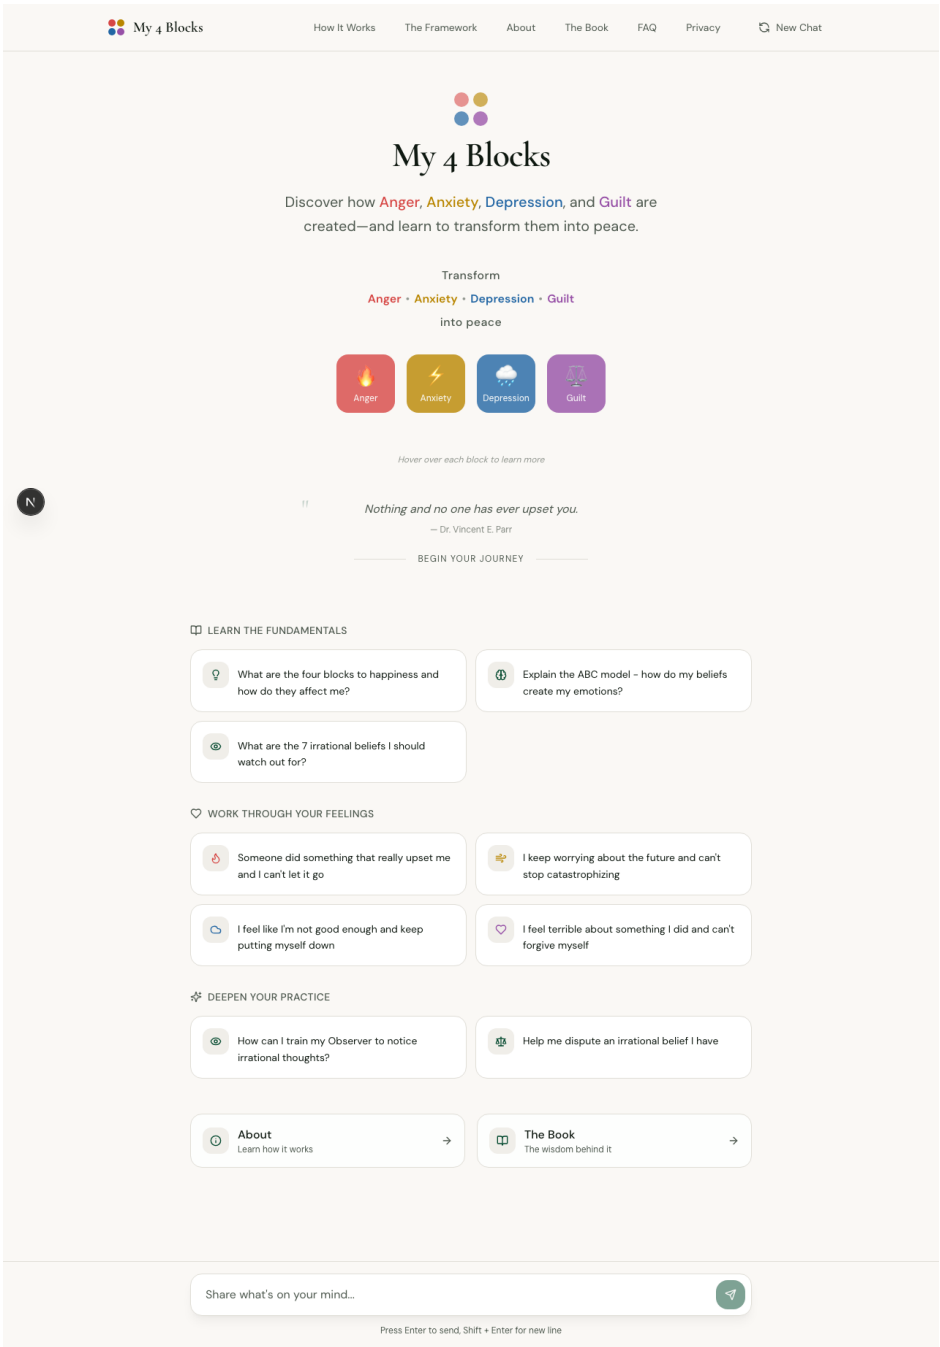 My 4 Blocks
How It Works
The Framework
About
The Book
FAQ
Privacy
New Chat
My 4 Blocks
Discover how Anger, Anxiety, Depression, and Guilt are
created—and learn to transform them into peace.
Transform
Anger • Anxiety • Depression • Guilt
into peace
Anger
Anxiety
Depression
Guilt
Hover over each block to learn more
N
"
Nothing and no one has ever upset you.
— Dr. Vincent E. Parr
BEGIN YOUR JOURNEY
LEARN THE FUNDAMENTALS
What are the four blocks to happiness and
how do they affect me?
Explain the ABC model - how do my beliefs
create my emotions?
What are the 7 irrational beliefs I should
watch out for?
WORK THROUGH YOUR FEELINGS
Someone did something that really upset me
and I can't let it go
I keep worrying about the future and can't
stop catastrophizing
I feel like I'm not good enough and keep
putting myself down
I feel terrible about something I did and can't
forgive myself
DEEPEN YOUR PRACTICE
How can I train my Observer to notice
irrational thoughts?
Help me dispute an irrational belief I have
About
Learn how it works
The Book
The wisdom behind it
Share what's on your mind...
Press Enter to send, Shift + Enter for new line